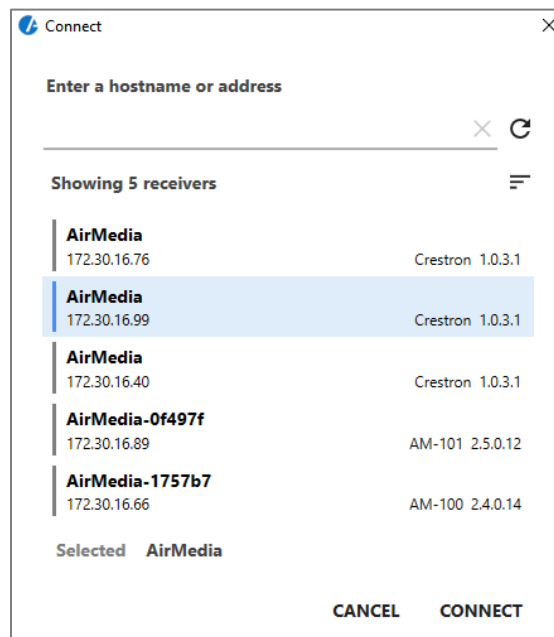 Connect
Enter a hostname or address
Showing 5 receivers
AirMedia
172.30.16.76 Crestron 1.0.3.1
AirMedia
172.30.16.99 Crestron 1.0.3.1
AirMedia
172.30.16.40 Crestron 1.0.3.1
AirMedia-0f497f
172.30.16.89 AM-101 2.5.0.12
AirMedia-1757b7
172.30.16.66 AM-100 2.4.0.14
Selected AirMedia
CANCEL CONNECT